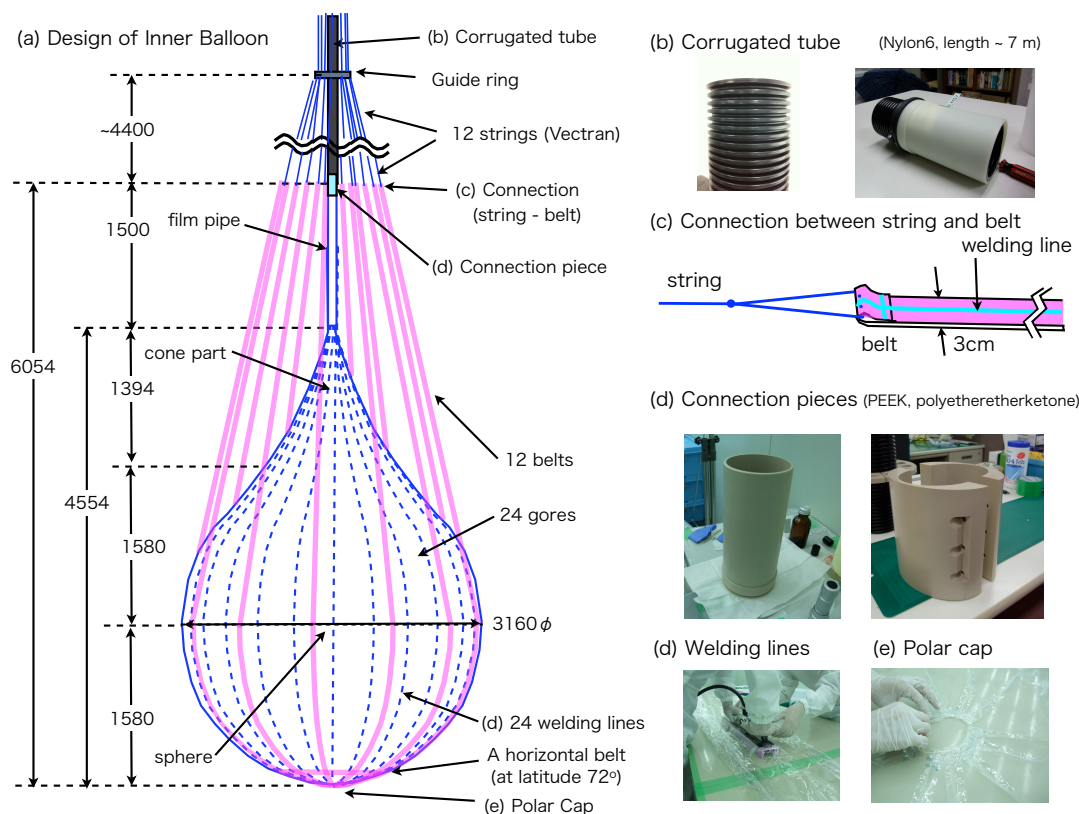 (a) Design of Inner Balloon
(b) Corrugated tube
Guide ring
~4400
12 strings (Vectran)
(c) Connection
(string - belt)
1500
film pipe
(d) Connection piece
6054
cone part
1394
4554
12 belts
24 gores
1580
3160ϕ
1580
(d) 24 welding lines
sphere
A horizontal belt
(at latitude 72º)
(e) Polar Cap
(b) Corrugated tube
(Nylon6, length ~ 7 m)
(c) Connection between string and belt
welding line
string
belt
3cm
(d) Connection pieces (PEEK, polyetheretherketone)
(d) Welding lines
(e) Polar cap